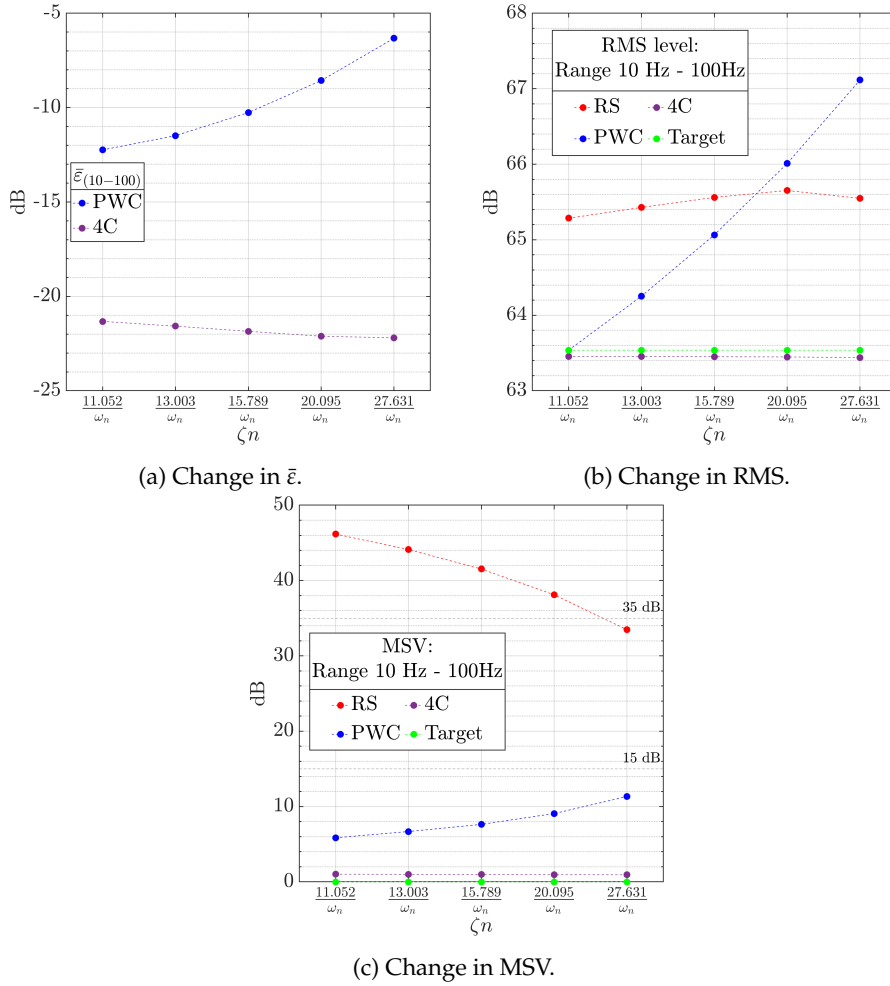 -5
-10
-15
-20
-25
dB
ε̄(10−100)
PWC
4C
11.052 13.003 15.789 20.095 27.631
ωn ωn ωn ωn ωn
ζn
(a) Change in ε̄.
68
67
66
65
64
63
dB
RMS level:
Range 10 Hz - 100Hz
RS 4C
PWC Target
11.052 13.003 15.789 20.095 27.631
ωn ωn ωn ωn ωn
ζn
(b) Change in RMS.
50
40
30
20
10
0
dB
35 dB
MSV:
Range 10 Hz - 100Hz
RS 4C
PWC Target
15 dB
11.052 13.003 15.789 20.095 27.631
ωn ωn ωn ωn ωn
ζn
(c) Change in MSV.